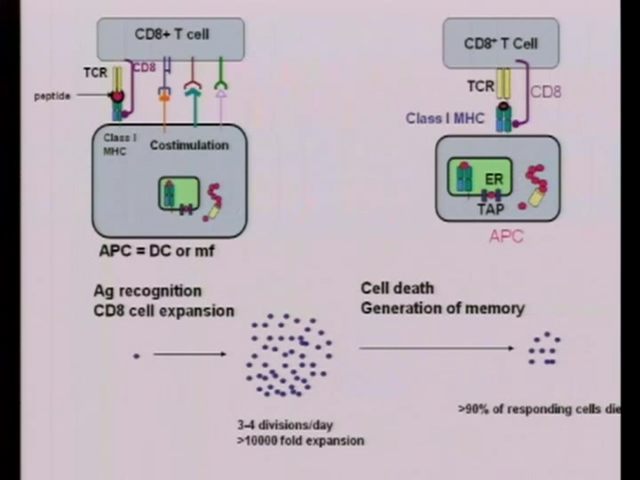 CD8+ T cell
TCR
CD8
peptide
Class I
MHC
Costimulation
APC = DC or mf
CD8+ T Cell
TCR
CD8
Class I MHC
ER
TAP
APC
Ag recognition
CD8 cell expansion
Cell death
Generation of memory
3-4 divisions/day
>10000 fold expansion
>90% of responding cells die